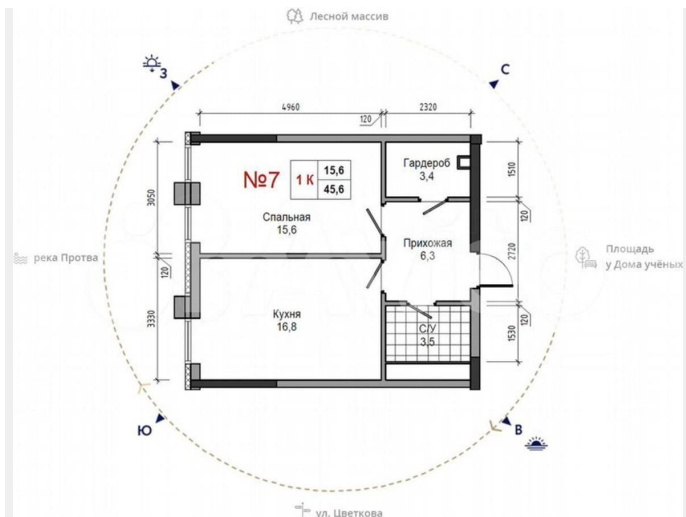 Лесной массив
З
С
4960
2320
120
№7
1 К
15,6
45,6
Гардероб
3,4
1510
3050
Спальная
15,6
Прихожая
6,3
120
2720
река Протва
Площадь
у Дома учёных
120
Кухня
16,8
3330
120
С/У
3,5
1530
Ю
В
ул. Цветкова